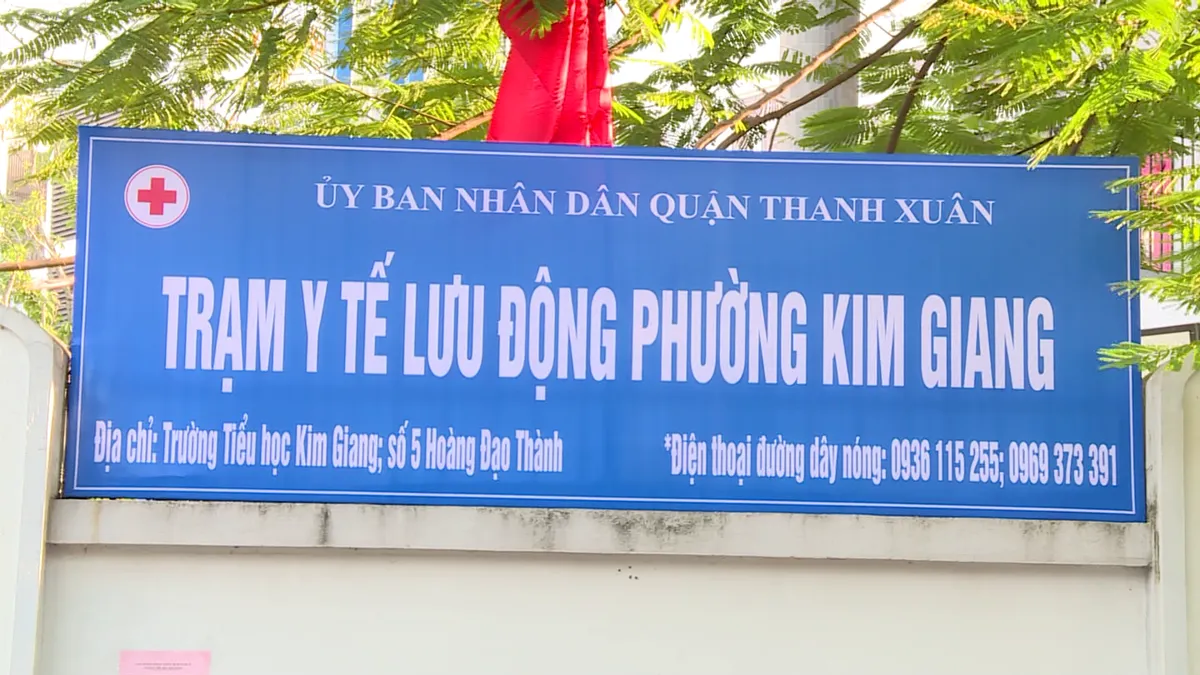 ỦY BAN NHÂN DÂN QUẬN THANH XUÂN
TRẠM Y TẾ LƯU ĐỘNG PHƯỜNG KIM GIANG
Địa chỉ: Trường Tiểu học Kim Giang; số 5 Hoàng Đạo Thành
*Điện thoại đường dây nóng: 0936 115 255; 0969 373 391